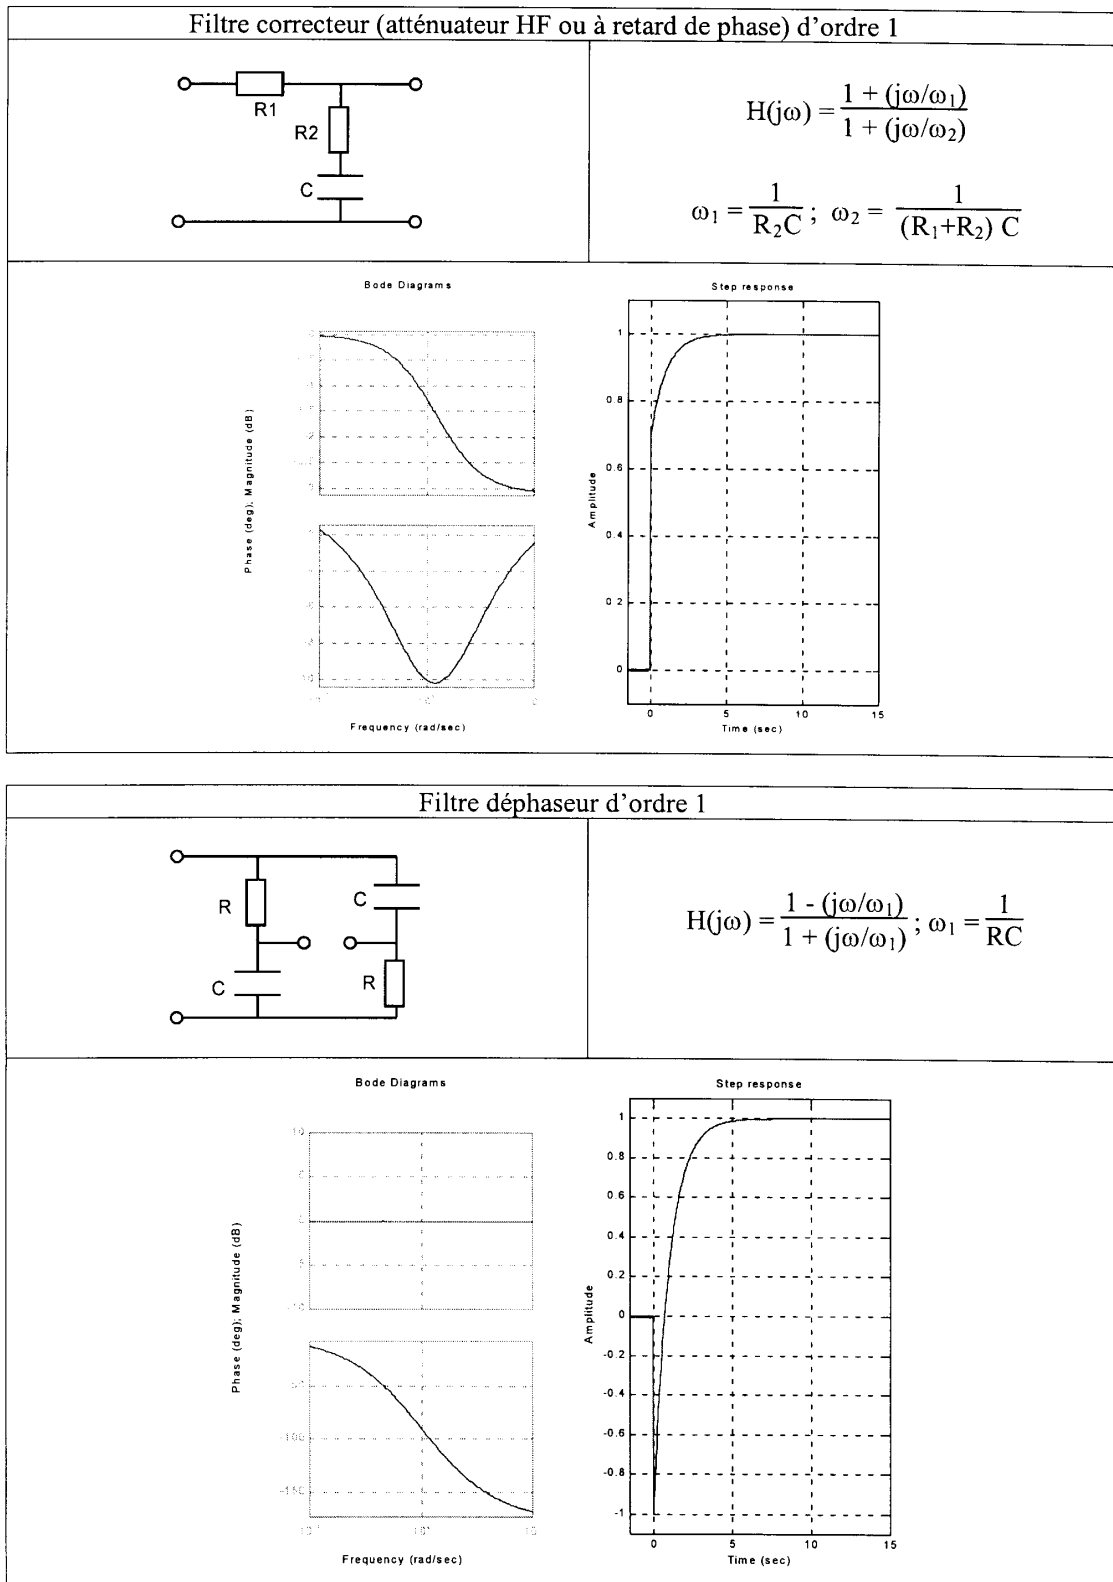 Filtre correcteur (atténuateur HF ou à retard de phase) d'ordre 1
R1
R2
C
H(jω) = 1 + (jω/ω₁) / 1 + (jω/ω₂)
ω₁ = 1 / R₂C ; ω₂ = 1 / (R₁+R₂) C
Bode Diagrams
Phase (deg); Magnitude (dB)
Frequency (rad/sec)
Step response
Amplitude
1
0.8
0.6
0.4
0.2
0
0 5 10 15
Time (sec)
Filtre déphaseur d'ordre 1
R
C
C
R
H(jω) = 1 - (jω/ω₁) / 1 + (jω/ω₁) ; ω₁ = 1 / RC
Bode Diagrams
Phase (deg); Magnitude (dB)
10
-100
-150
Frequency (rad/sec)
Step response
Amplitude
1
0.8
0.6
0.4
0.2
0
-0.2
-0.4
-0.6
-0.8
-1
0 5 10 15
Time (sec)